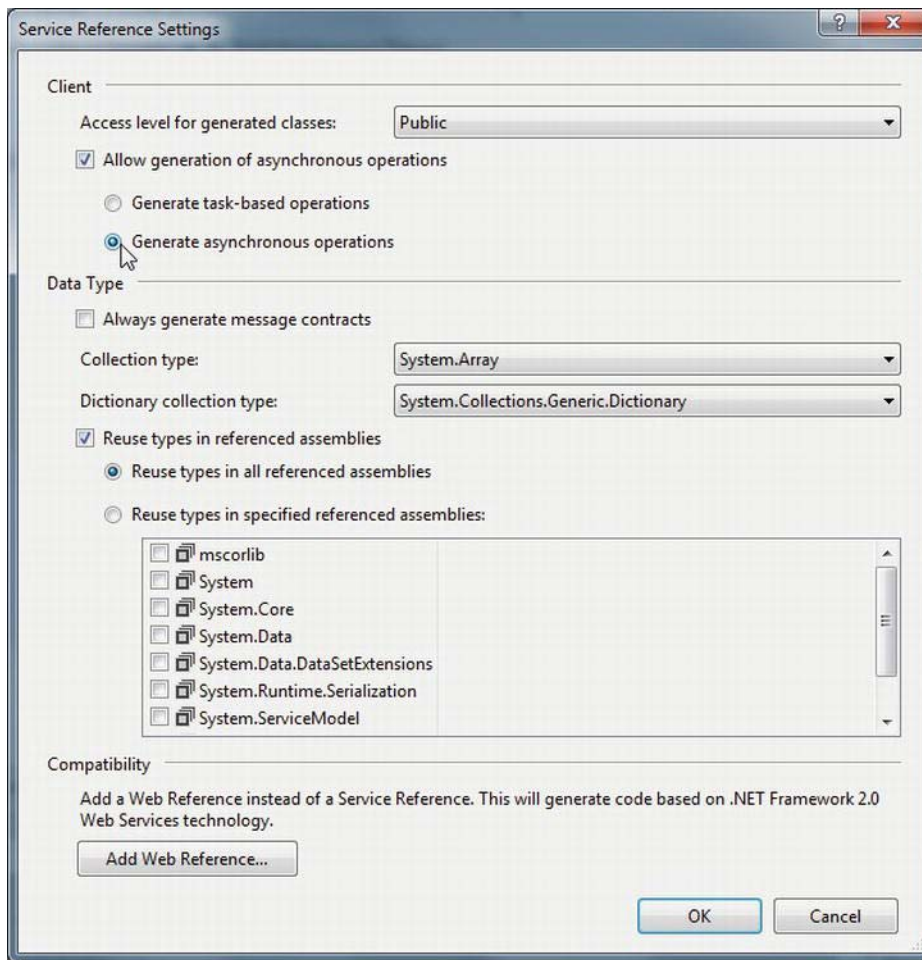 Service Reference Settings
Client
Access level for generated classes: Public
Allow generation of asynchronous operations
Generate task-based operations
Generate asynchronous operations
Data Type
Always generate message contracts
Collection type: System.Array
Dictionary collection type: System.Collections.Generic.Dictionary
Reuse types in referenced assemblies
Reuse types in all referenced assemblies
Reuse types in specified referenced assemblies:
mscorlib
System
System.Core
System.Data
System.Data.DataSetExtensions
System.Runtime.Serialization
System.ServiceModel
Compatibility
Add a Web Reference instead of a Service Reference. This will generate code based on .NET Framework 2.0
Web Services technology.
Add Web Reference...
OK Cancel